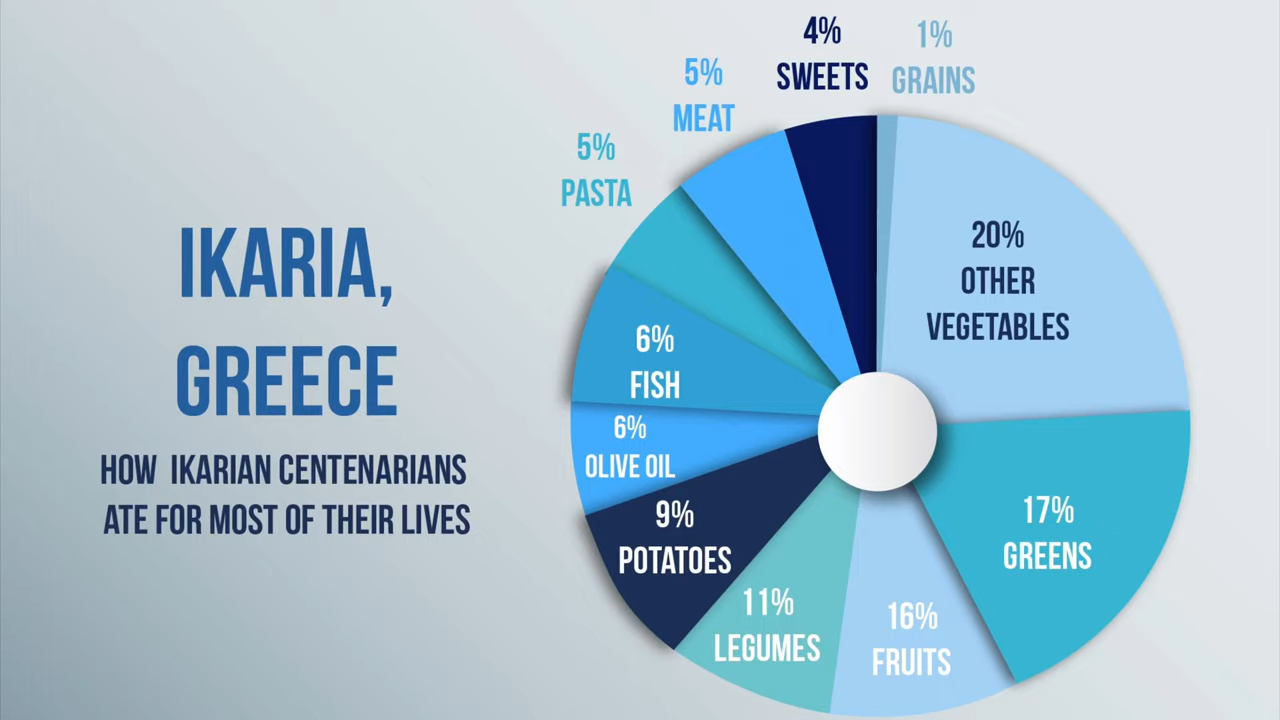 IKARIA,
GREECE
HOW IKARIAN CENTENARIANS
ATE FOR MOST OF THEIR LIVES
1%
GRAINS
20%
OTHER
VEGETABLES
17%
GREENS
16%
FRUITS
11%
LEGUMES
9%
POTATOES
6%
OLIVE OIL
6%
FISH
5%
PASTA
5%
MEAT
4%
SWEETS